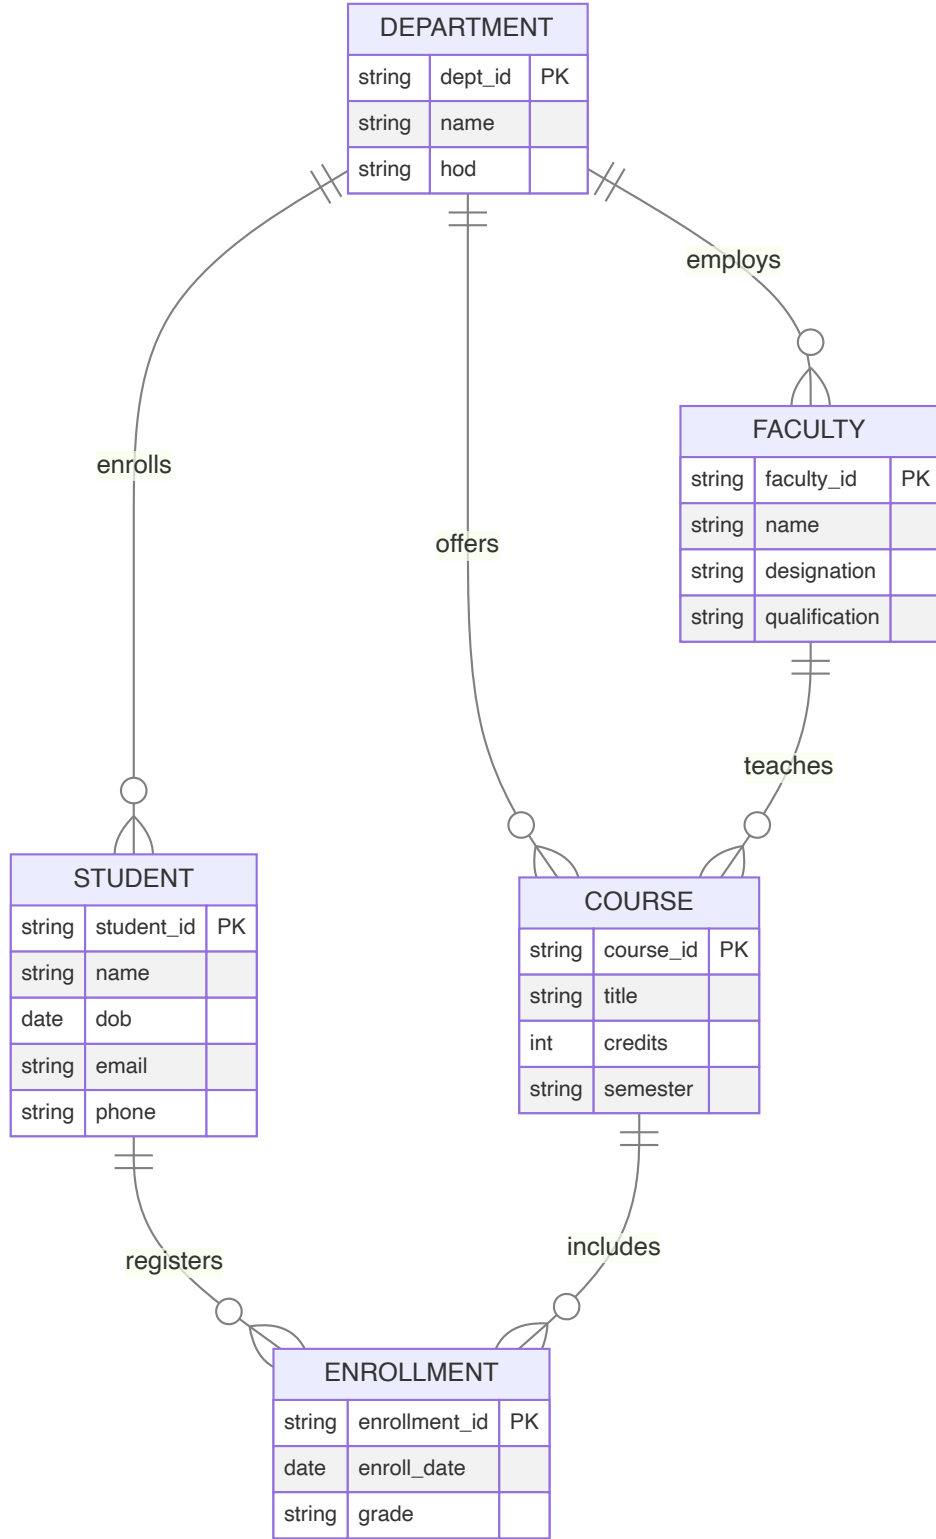 DEPARTMENT
string dept_id PK
string name
string hod
employs
FACULTY
string faculty_id PK
string name
string designation
string qualification
enrolls
offers
teaches
STUDENT
string student_id PK
string name
date dob
string email
string phone
COURSE
string course_id PK
string title
int credits
string semester
registers
includes
ENROLLMENT
string enrollment_id PK
date enroll_date
string grade